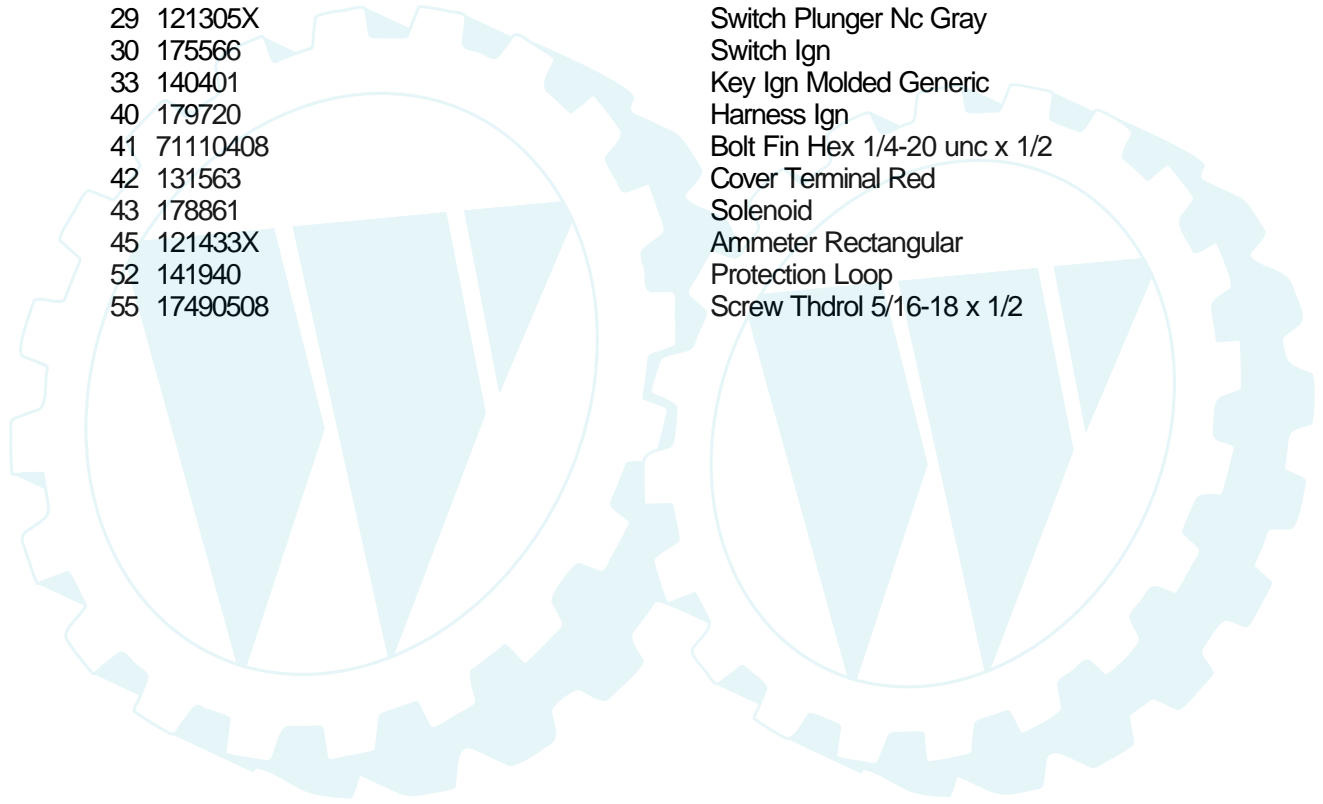 29 121305X Switch Plunger Nc Gray
30 175566 Switch Ign
33 140401 Key Ign Molded Generic
40 179720 Harness Ign
41 71110408 Bolt Fin Hex 1/4-20 unc x 1/2
42 131563 Cover Terminal Red
43 178861 Solenoid
45 121433X Ammeter Rectangular
52 141940 Protection Loop
55 17490508 Screw Thdrol 5/16-18 x 1/2